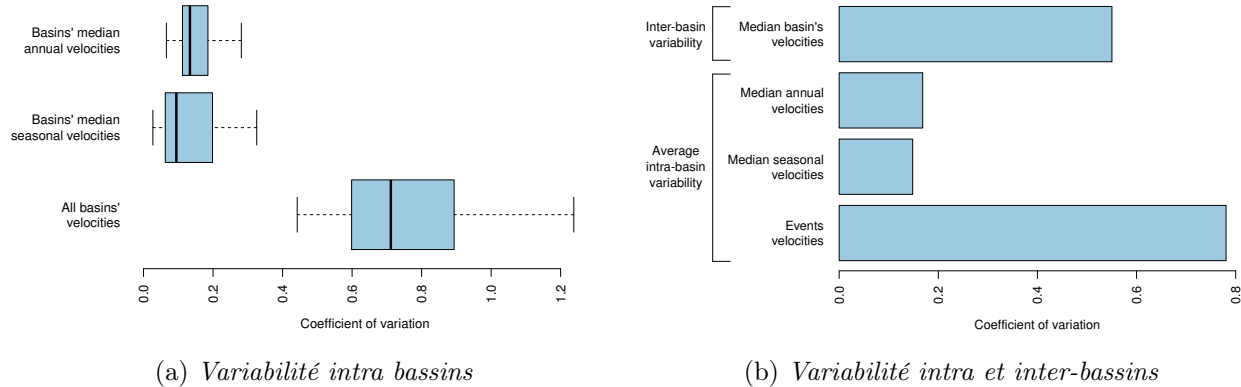 Basins' median
annual velocities
Basins' median
seasonal velocities
All basins'
velocities
0.0
0.2
0.4
0.6
0.8
1.0
1.2
Coefficient of variation
(a) Variabilité intra bassins
Inter-basin
variability
Median basin's
velocities
Average
intra-basin
variability
Median annual
velocities
Median seasonal
velocities
Events
velocities
0.0
0.2
0.4
0.6
0.8
Coefficient of variation
(b) Variabilité intra et inter-bassins